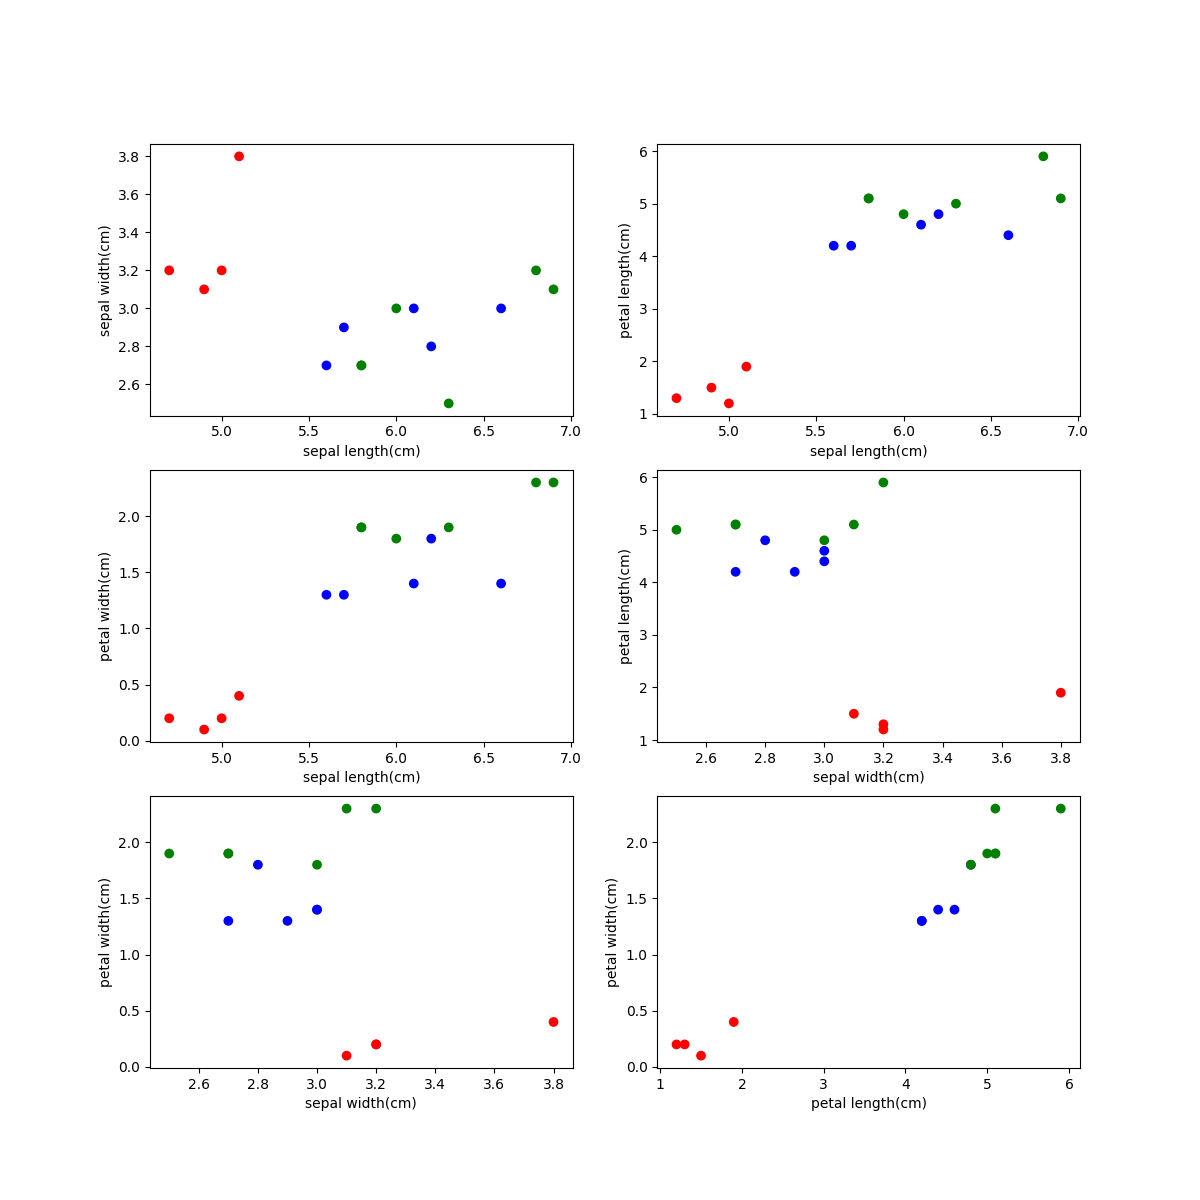 3.8
3.6
3.4
3.2
3.0
2.8
2.6
sepal width(cm)
5.0 5.5 6.0 6.5 7.0
sepal length(cm)
6
5
4
3
2
1
petal length(cm)
5.0 5.5 6.0 6.5 7.0
sepal length(cm)
2.0
1.5
1.0
0.5
0.0
petal width(cm)
5.0 5.5 6.0 6.5 7.0
sepal length(cm)
6
5
4
3
2
1
petal length(cm)
2.6 2.8 3.0 3.2 3.4 3.6 3.8
sepal width(cm)
2.0
1.5
1.0
0.5
0.0
petal width(cm)
2.6 2.8 3.0 3.2 3.4 3.6 3.8
sepal width(cm)
2.0
1.5
1.0
0.5
0.0
petal width(cm)
1 2 3 4 5 6
petal length(cm)